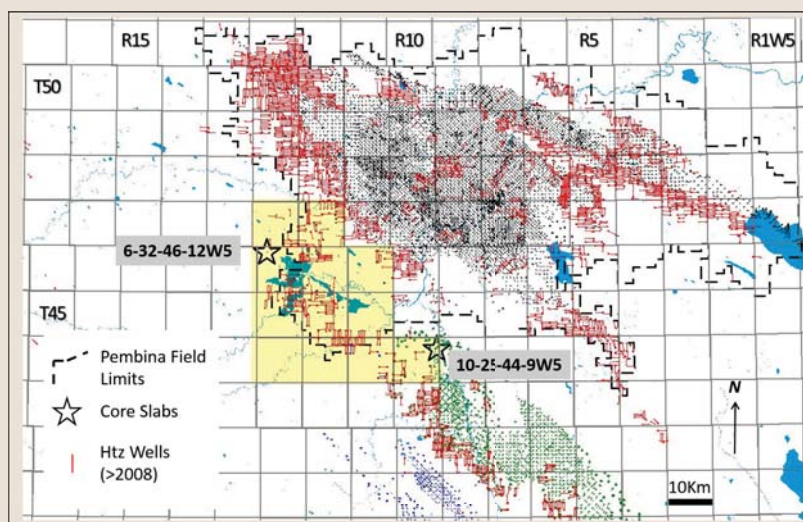 R15
R10
R5
R1W5
T50
6-32-46-12W5
T45
Pembina Field
Limits
Core Slabs
Htz Wells
(>2008)
10-25-44-9W5
N
10Km